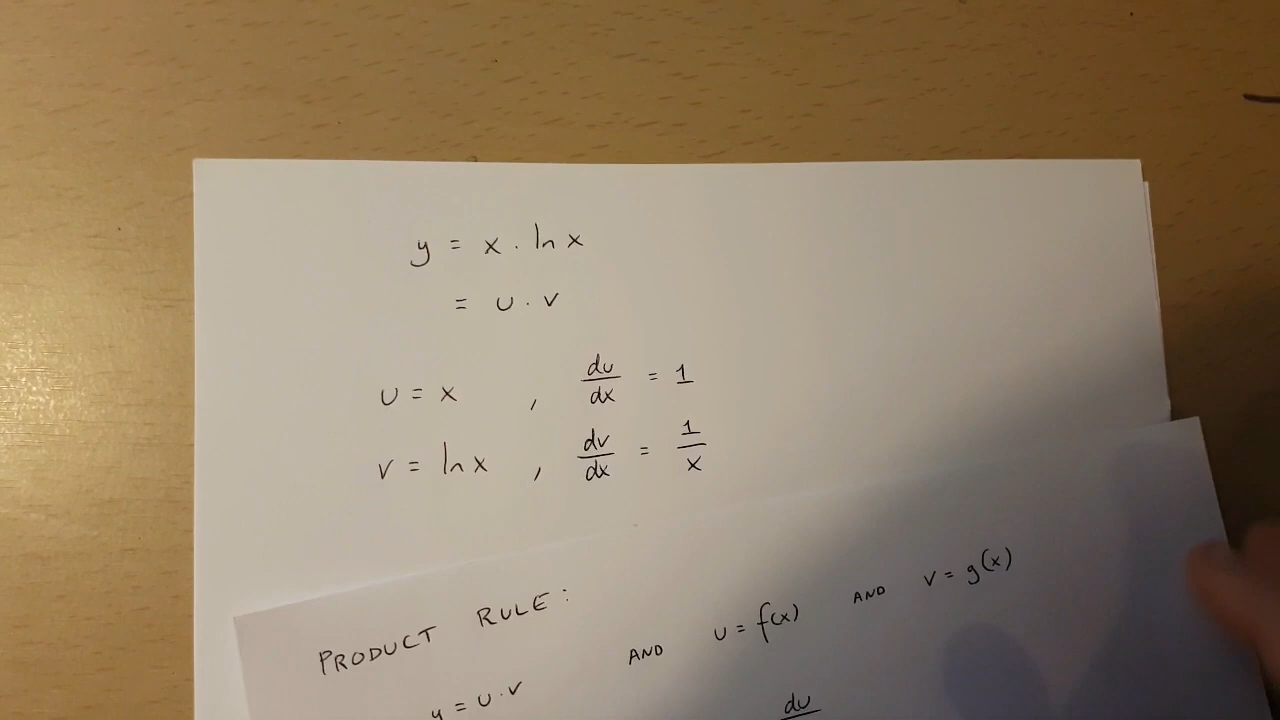 y = x . ln x
= u . v
u = x , du/dx = 1
v = ln x , dv/dx = 1/x
PRODUCT RULE:
y = u . v AND u = f(x) AND v = g(x)
du